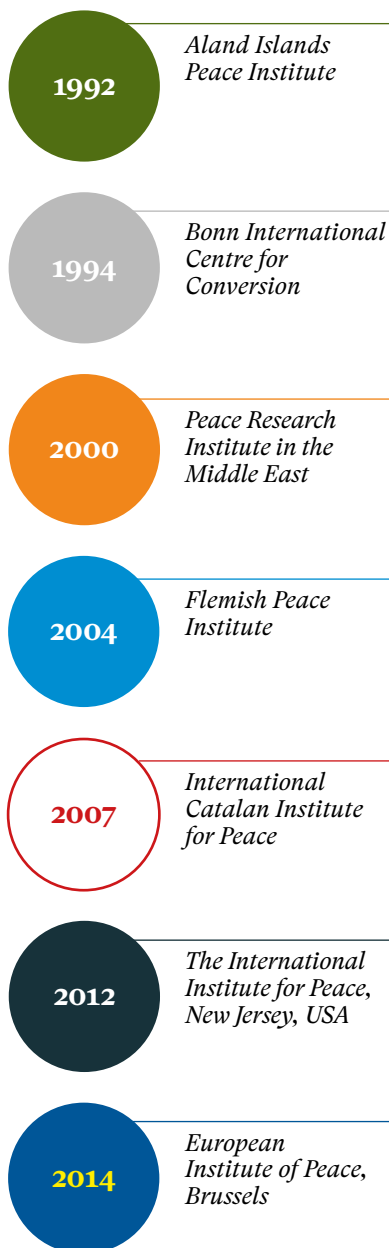 1992
Aland Islands
Peace Institute
1994
Bonn International
Centre for
Conversion
2000
Peace Research
Institute in the
Middle East
2004
Flemish Peace
Institute
2007
International
Catalan Institute
for Peace
2012
The International
Institute for Peace,
New Jersey, USA
2014
European
Institute of Peace,
Brussels